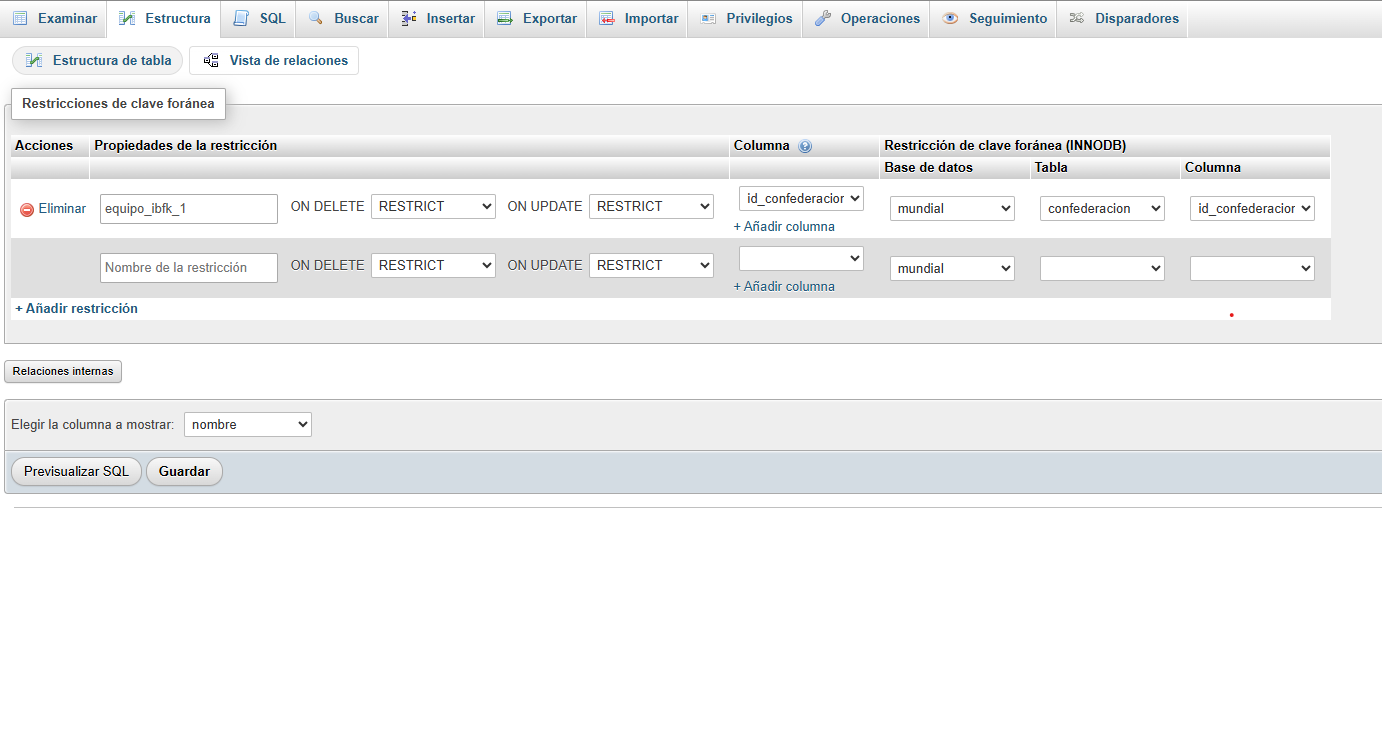 Examinar Estructura SQL Buscar Insertar Exportar Importar Privilegios Operaciones Seguimiento Disparadores
Estructura de tabla Vista de relaciones
Restricciones de clave foránea
Acciones Propiedades de la restricción Columna Restricción de clave foránea (INNODB)
Base de datos Tabla Columna
Eliminar equipo_ibfk_1 ON DELETE RESTRICT ON UPDATE RESTRICT id_confederacior mundial confederacion id_confederacior
+ Añadir columna
Nombre de la restricción ON DELETE RESTRICT ON UPDATE RESTRICT mundial
+ Añadir columna
+ Añadir restricción
Relaciones internas
Elegir la columna a mostrar: nombre
Previsualizar SQL Guardar